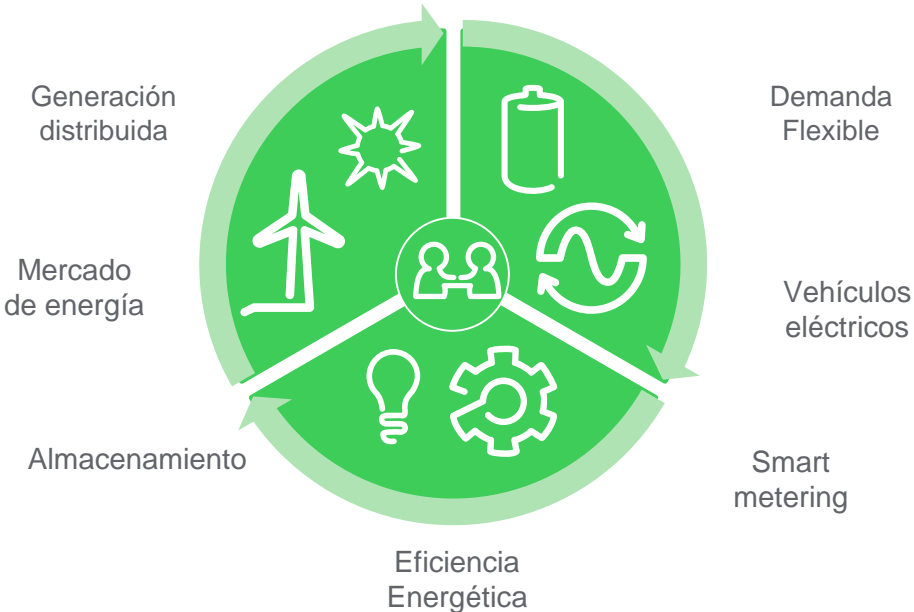 Generación
distribuida
Demanda
Flexible
Mercado
de energía
Vehículos
eléctricos
Almacenamiento
Smart
metering
Eficiencia
Energética